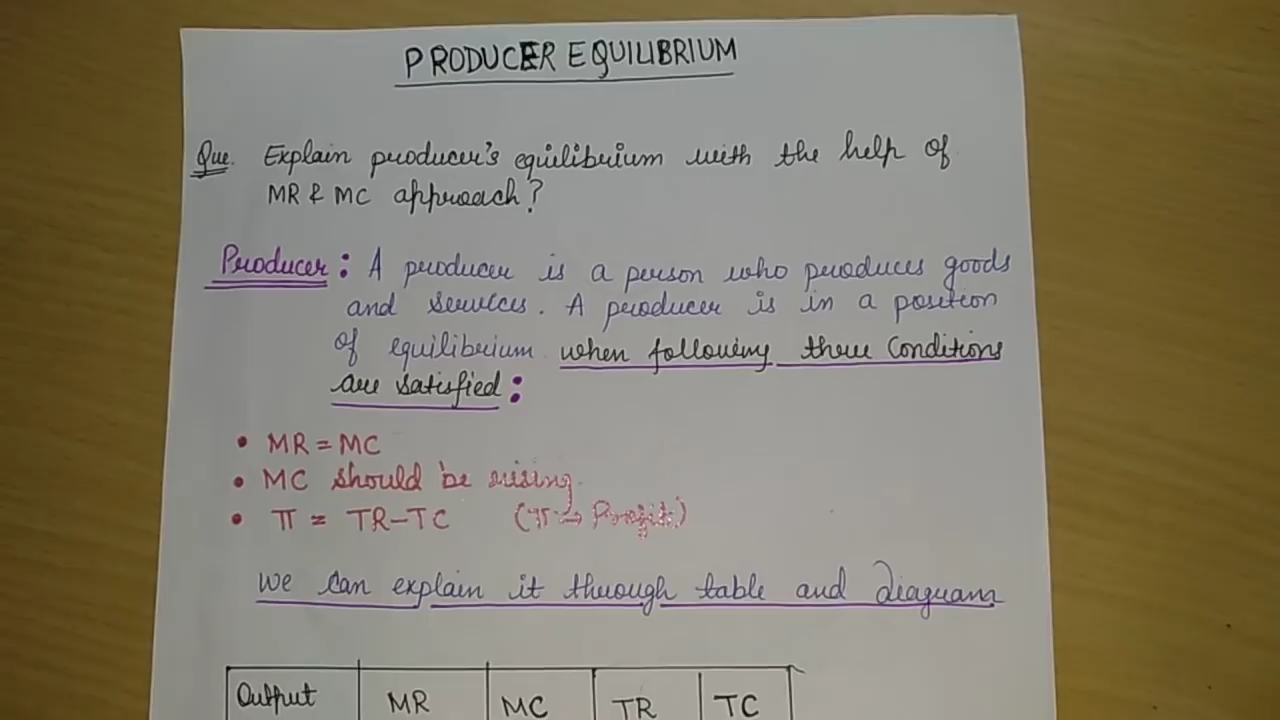 PRODUCER EQUILIBRIUM
Que. Explain producer's equilibrium with the help of
MR & MC approach?
Producer: A producer is a person who produces goods
and services. A producer is in a position
of equilibrium when following three conditions
are satisfied:
• MR = MC
• MC should be rising.
• π = TR-TC (π → Profit)
we can explain it through table and diagram
Output MR MC TR TC